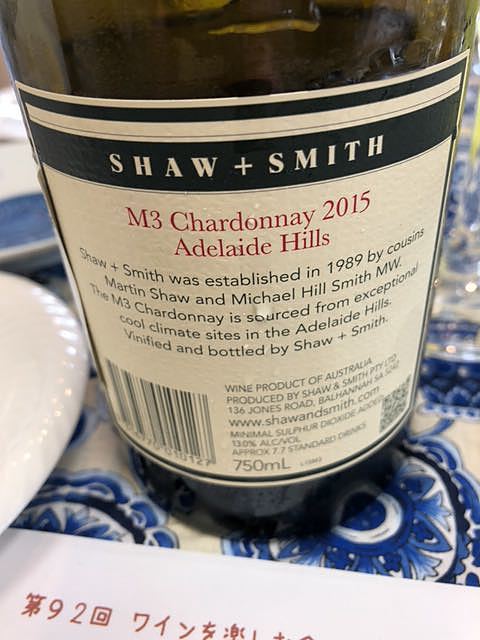 SHAW + SMITH
M3 Chardonnay 2015
Adelaide Hills
Shaw + Smith was established in 1989 by cousins
Martin Shaw and Michael Hill Smith MW.
The M3 Chardonnay is sourced from exceptional
cool climate sites in the Adelaide Hills.
Vinified and bottled by Shaw + Smith.
WINE PRODUCT OF AUSTRALIA
PRODUCED BY SHAW & SMITH PTY LTD
136 JONES ROAD, BALHANNAH SA 5242
www.shawandsmith.com
MINIMAL SULPHUR DIOXIDE ADDED
13.0% ALC/VOL
APPROX 7.7 STANDARD DRINKS
750mL
第92回 ワインを楽しむ